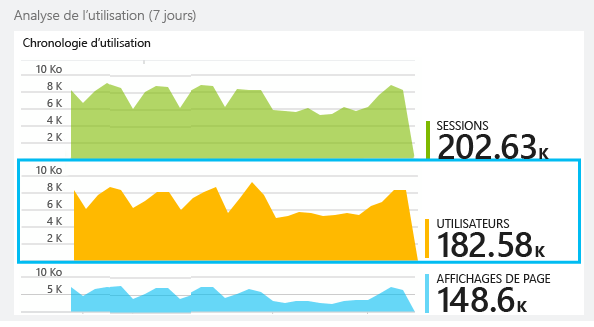 Analyse de l'utilisation (7 jours)
Chronologie d'utilisation
10 Ko
8 K
6 K
4 K
2 K
SESSIONS
202.63K
10 Ko
8 K
6 K
4 K
2 K
UTILISATEURS
182.58K
10 Ko
5 K
AFFICHAGES DE PAGE
148.6K